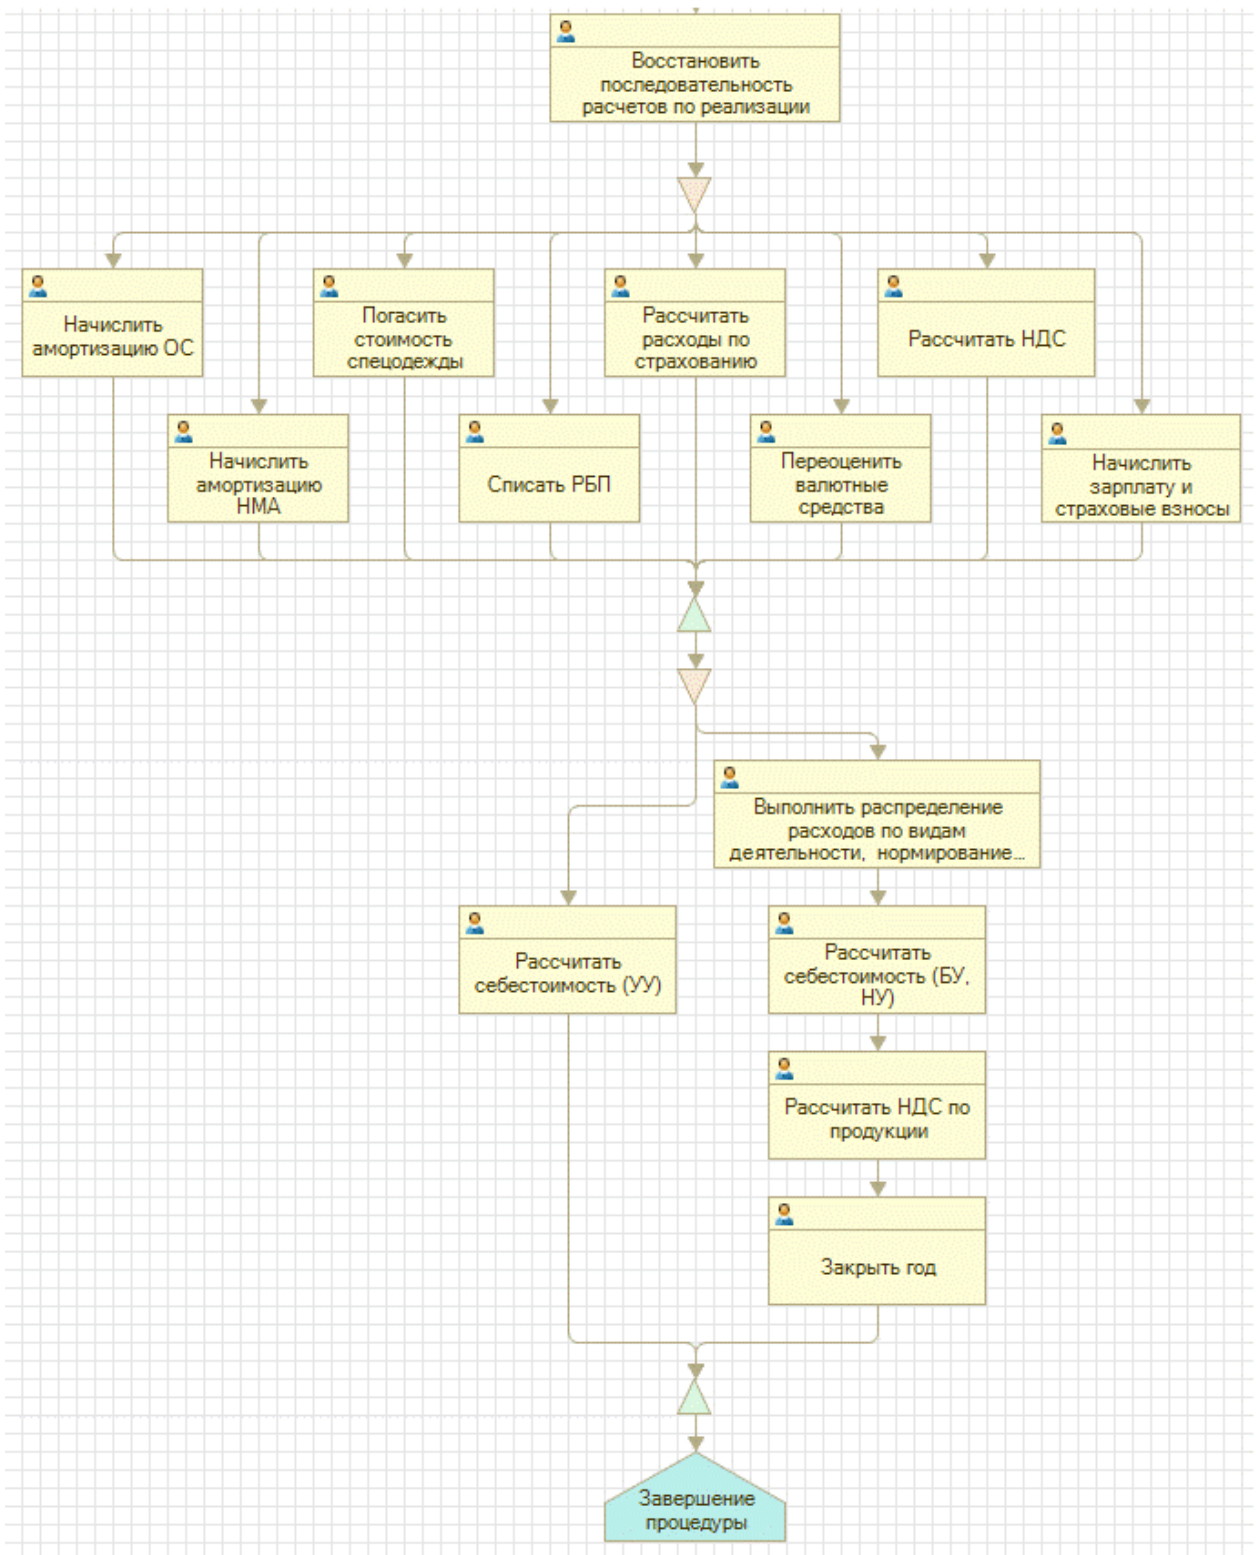 Восстановить
последовательность
расчетов по реализации
Начислить
амортизацию ОС
Погасить
стоимость
спецодежды
Рассчитать
расходы по
страхованию
Рассчитать НДС
Начислить
амортизацию
НМА
Списать РБП
Переоценить
валютные
средства
Начислить
зарплату и
страховые взносы
Выполнить распределение
расходов по видам
деятельности, нормирование...
Рассчитать
себестоимость (УУ)
Рассчитать
себестоимость (БУ,
НУ)
Рассчитать НДС по
продукции
Закрыть год
Завершение
процедуры